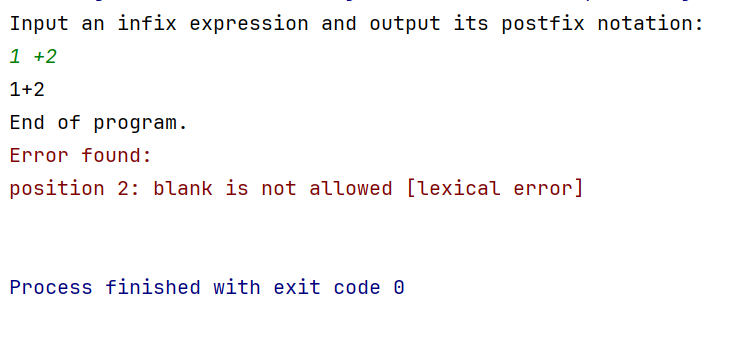 Input an infix expression and output its postfix notation:
1 +2
1+2
End of program.
Error found:
position 2: blank is not allowed [lexical error]
Process finished with exit code 0